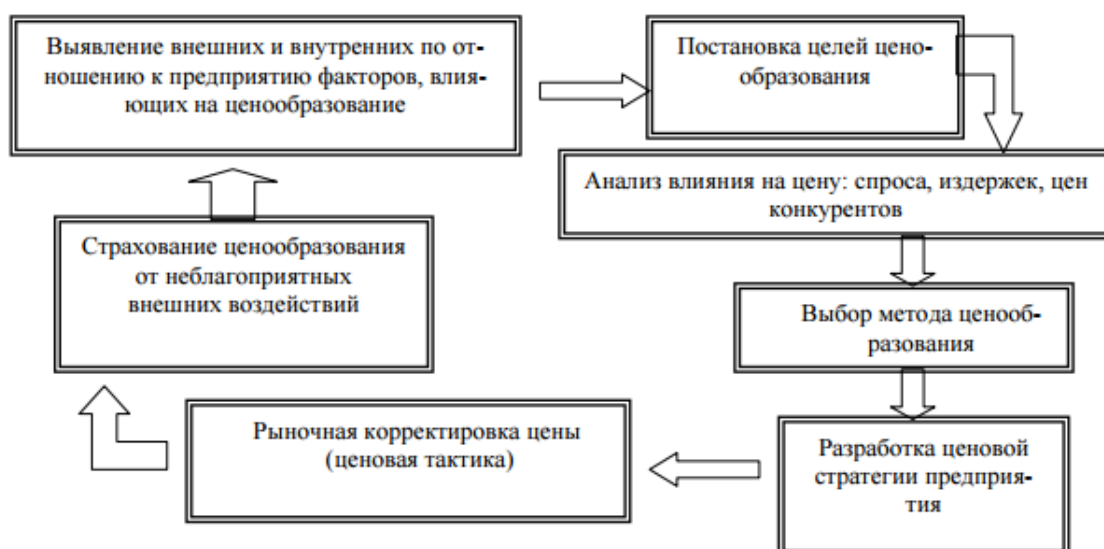 Выявление внешних и внутренних по от-
ношению к предприятию факторов, влия-
ющих на ценообразование
Постановка целей цено-
образования
Анализ влияния на цену: спроса, издержек, цен
конкурентов
Выбор метода ценооб-
разования
Разработка ценовой
стратегии предприя-
тия
Рыночная корректировка цены
(ценовая тактика)
Страхование ценообразования
от неблагоприятных
внешних воздействий